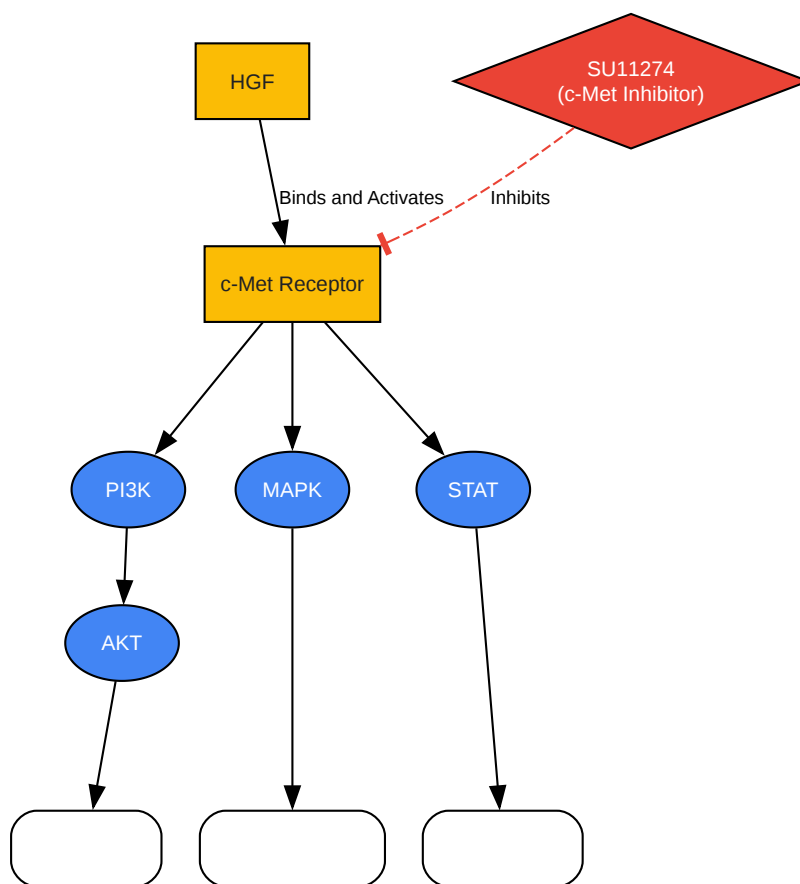 HGF
SU11274
(c-Met Inhibitor)
Binds and Activates
Inhibits
c-Met Receptor
PI3K
MAPK
STAT
AKT